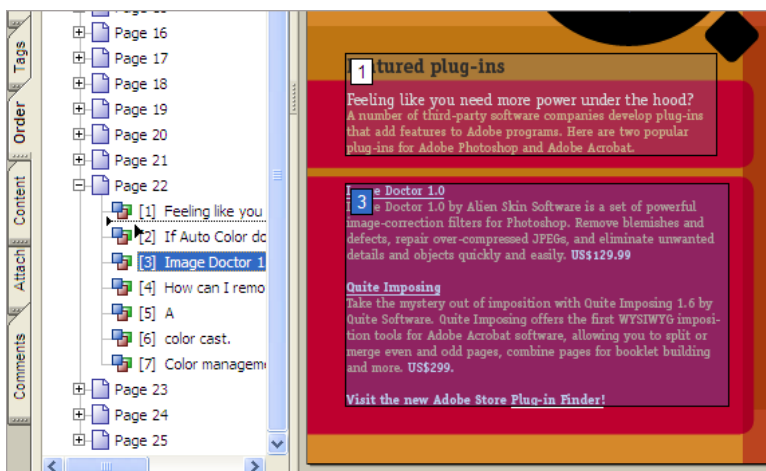 Tags
Order
Content
Attach
Comments
Page 16
Page 17
Page 18
Page 19
Page 20
Page 21
Page 22
[1] Feeling like you
[2] If Auto Color do
[3] Image Doctor 1
[4] How can I remo
[5] A
[6] color cast.
[7] Color managem
Page 23
Page 24
Page 25
1
tured plug-ins
Feeling like you need more power under the hood?
A number of third-party software companies develop plug-ins
that add features to Adobe programs. Here are two popular
plug-ins for Adobe Photoshop and Adobe Acrobat.
3
e Doctor 1.0
e Doctor 1.0 by Alien Skin Software is a set of powerful
image-correction filters for Photoshop. Remove blemishes and
defects, repair over-compressed JPEGs, and eliminate unwanted
details and objects quickly and easily. US$129.99
Quite Imposing
Take the mystery out of imposition with Quite Imposing 1.6 by
Quite Software. Quite Imposing offers the first WYSIWYG imposi-
tion tools for Adobe Acrobat software, allowing you to split or
merge even and odd pages, combine pages for booklet building
and more. US$299.
Visit the new Adobe Store Plug-in Finder!